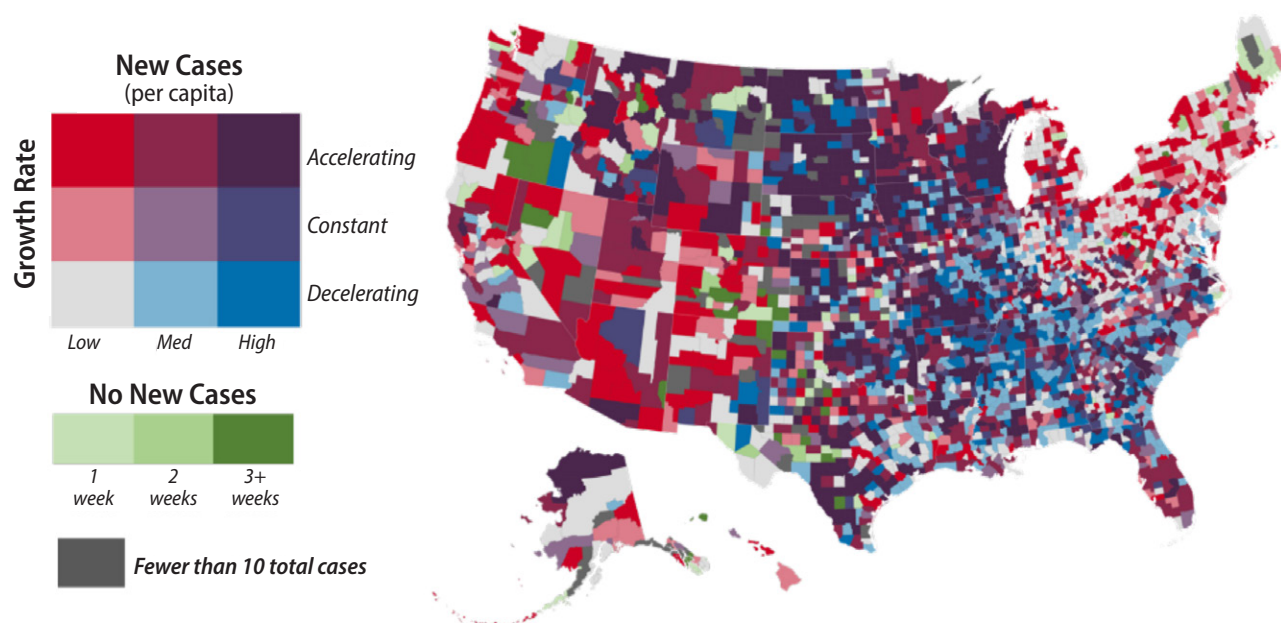 New Cases
(per capita)
Growth Rate
Accelerating
Constant
Decelerating
Low Med High
No New Cases
1 2 3+
week weeks weeks
Fewer than 10 total cases